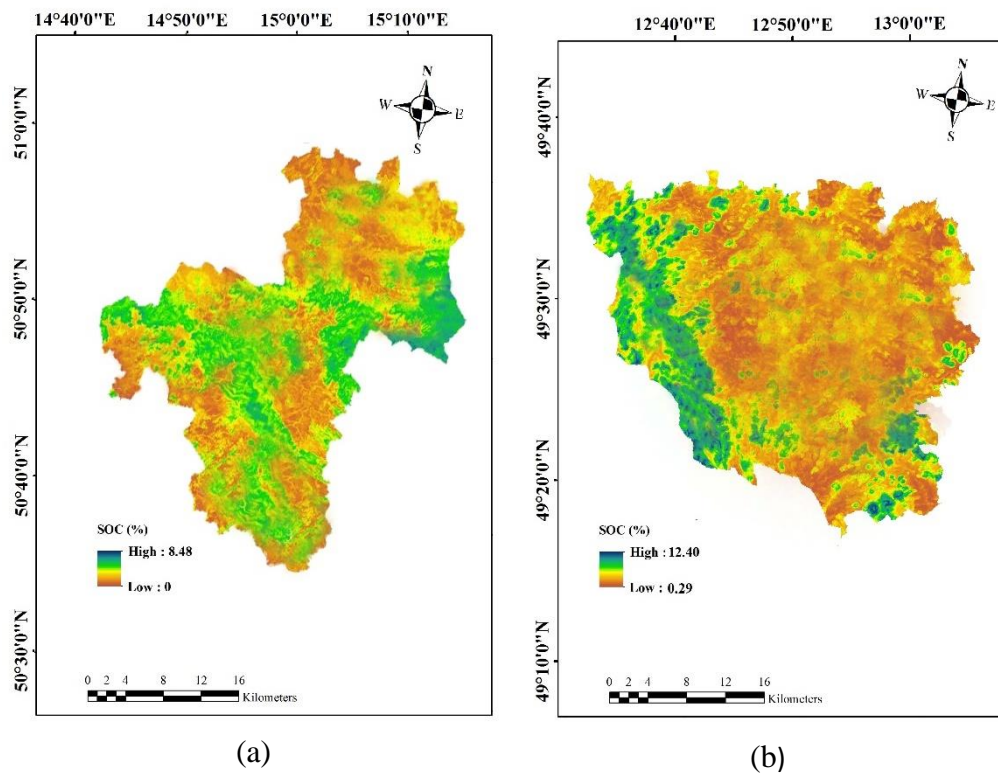 14°40'0"E 14°50'0"E 15°0'0"E 15°10'0"E
51°0'0"N
50°50'0"N
50°40'0"N
50°30'0"N
N
W E
S
SOC (%)
High : 8.48
Low : 0
0 2 4 8 12 16
Kilometers
(a)
12°40'0"E 12°50'0"E 13°0'0"E
49°40'0"N
49°30'0"N
49°20'0"N
49°10'0"N
N
W E
S
SOC (%)
High : 12.40
Low : 0.29
0 2 4 8 12 16
Kilometers
(b)